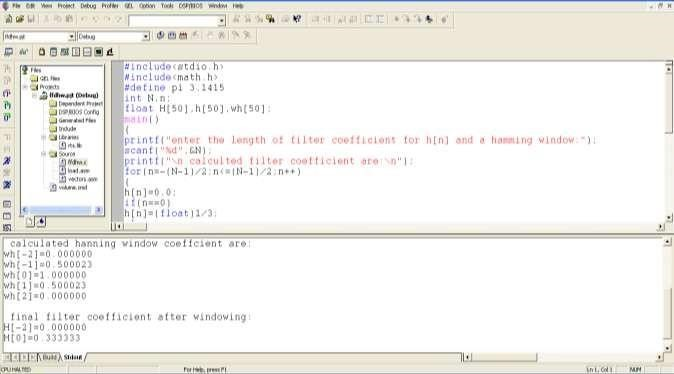 File Edit View Project Debug Profiler GEL Option Tools DSP/BIOS Window Help
ffdhw.pjt Debug
Files
GEL files
Projects
ffdhw.pjt (Debug)
Dependent Project
DSP/BIOS Config
Generated Files
Include
Libraries
rts.lib
Source
ffdhw.c
load.asm
vectors.asm
volume.cmd
#include<stdio.h>
#include<math.h>
#define pi 3.1415
int N,n;
float H[50],h[50],wh[50];
main()
{
printf("enter the length of filter coefficient for h[n] and a hamming window:");
scanf("%d",&N);
printf("\n calculted filter coefficient are:\n");
for(n=-(N-1)/2;n<=(N-1)/2;n++)
{
h[n]=0.0;
if(n==0)
h[n]=(float)1/3;
calculated hanning window coeffcient are:
wh[-2]=0.000000
wh[-1]=0.500023
wh[0]=1.000000
wh[1]=0.500023
wh[2]=0.000000
final filter coefficient after windowing:
H[-2]=0.000000
H[0]=0.333333
Build Stdout
CPU HALTED For Help, press F1 Ln 1, Col 1 NUM